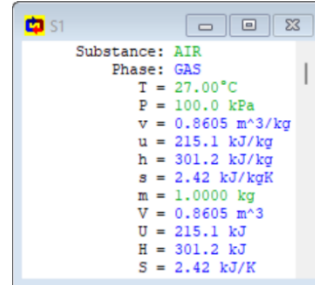 S1
Substance: AIR
Phase: GAS
T = 27.00°C
P = 100.0 kPa
v = 0.8605 m^3/kg
u = 215.1 kJ/kg
h = 301.2 kJ/kg
s = 2.42 kJ/kgK
m = 1.0000 kg
V = 0.8605 m^3
U = 215.1 kJ
H = 301.2 kJ
S = 2.42 kJ/K